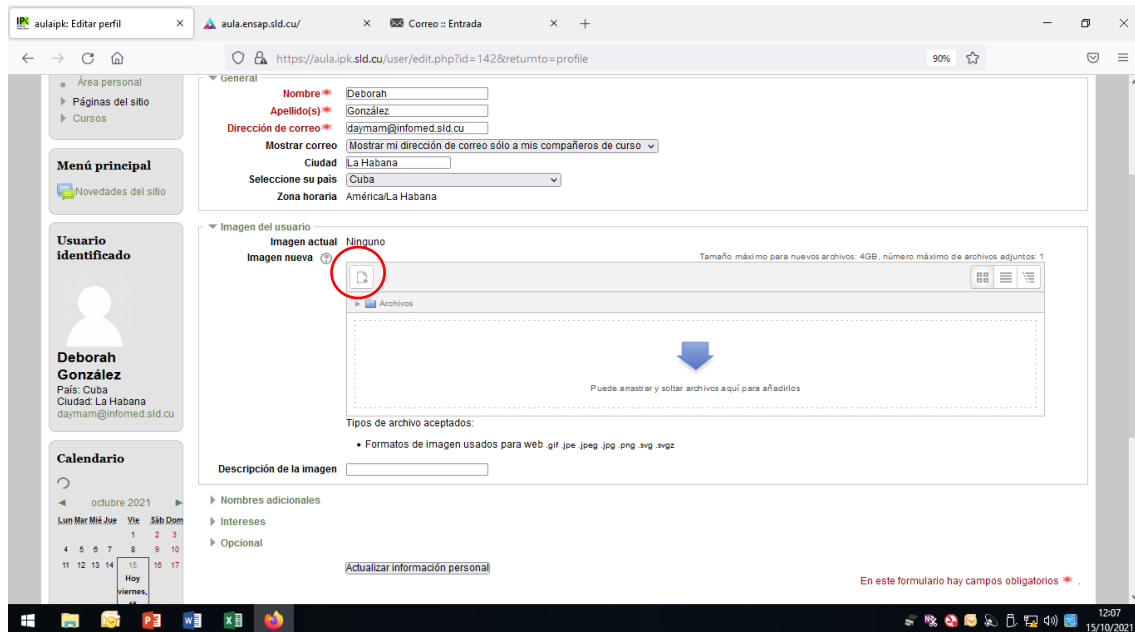 aulaipk: Editar perfil
aula.ensap.sld.cu/
Correo :: Entrada
https://aula.ipk.sld.cu/user/edit.php?id=142&returnto=profile
90%
Área personal
Páginas del sitio
Cursos
Menú principal
Novedades del sitio
Usuario
identificado
Deborah
González
País: Cuba
Ciudad: La Habana
daymam@infomed.sld.cu
Calendario
octubre 2021
Lun Mar Mié Jue Vie Sáb Dom
1 2 3
4 5 6 7 8 9 10
11 12 13 14 15 16 17
Hoy
viernes,
General
Nombre Deborah
Apellido(s) González
Dirección de correo daymam@infomed.sld.cu
Mostrar correo Mostrar mi dirección de correo sólo a mis compañeros de curso
Ciudad La Habana
Seleccione su país Cuba
Zona horaria América/La Habana
Imagen del usuario
Imagen actual Ninguno
Imagen nueva
Tamaño máximo para nuevos archivos: 4GB, número máximo de archivos adjuntos: 1
Archivos
Puede arrastrar y soltar archivos aquí para añadirlos
Tipos de archivo aceptados:
• Formatos de imagen usados para web .gif .jpe .jpeg .jpg .png .svg .svgz
Descripción de la imagen
Nombres adicionales
Intereses
Opcional
Actualizar información personal
En este formulario hay campos obligatorios * .
12:07
15/10/2021